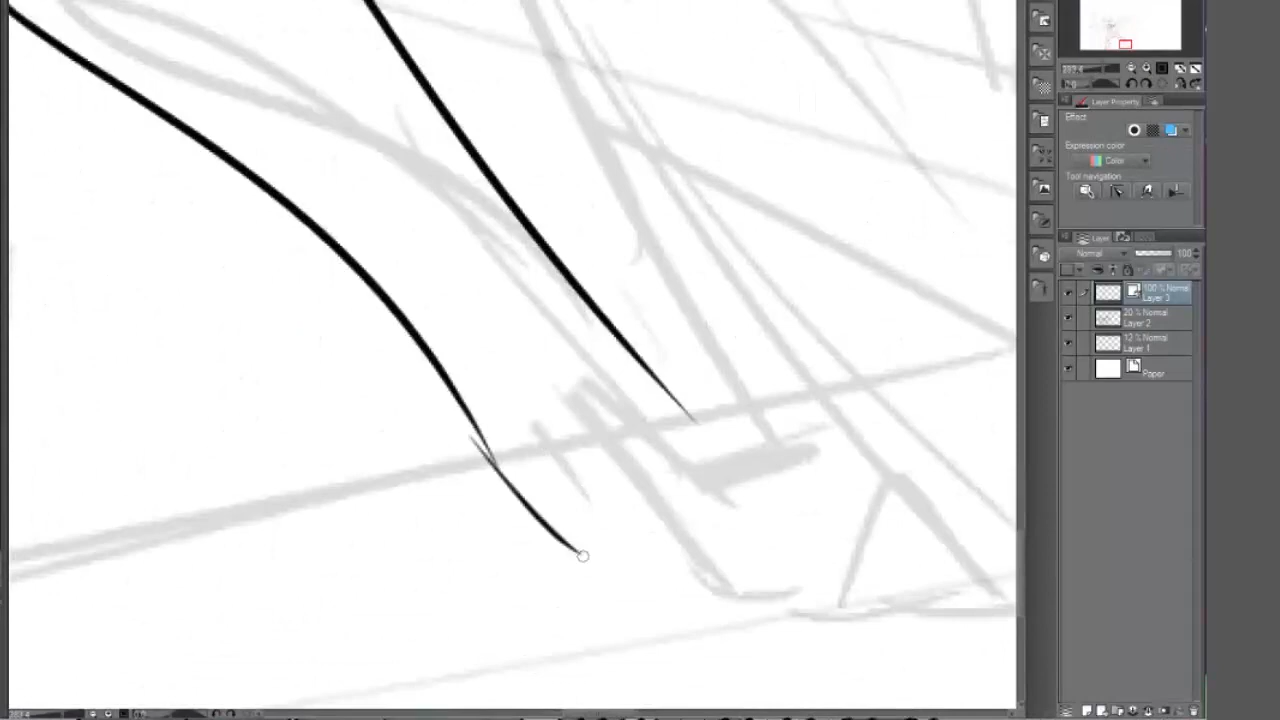 Layer Property
Effect
Expression color
Color
Tool navigation
Layer
Normal
100
100 % Normal
Layer 3
20 % Normal
Layer 2
12 % Normal
Layer 1
Paper